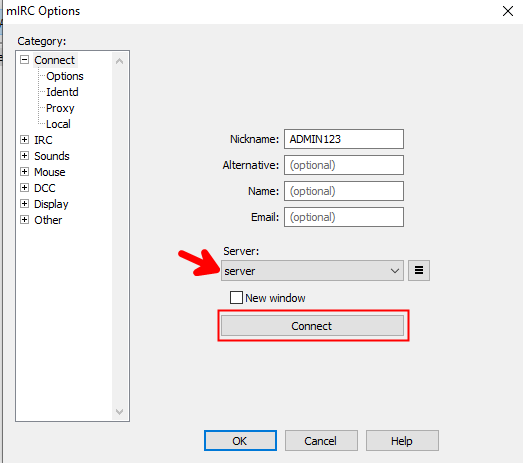 mIRC Options
Category:
Connect
Options
Identd
Proxy
Local
IRC
Sounds
Mouse
DCC
Display
Other
Nickname: ADMIN123
Alternative: (optional)
Name: (optional)
Email: (optional)
Server:
server
New window
Connect
OK Cancel Help